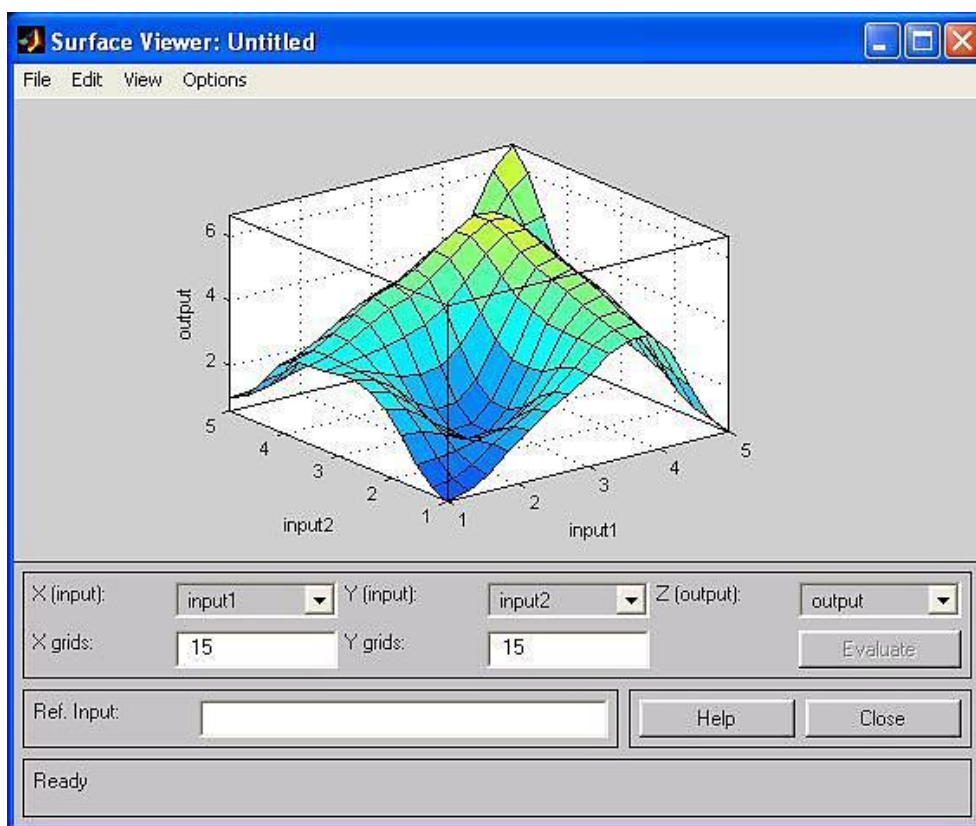 Surface Viewer: Untitled
File Edit View Options
6
4
2
output
5
4
3
2
1
input2
1
2
3
4
5
input1
X (input): input1 Y (input): input2 Z (output): output
X grids: 15 Y grids: 15 Evaluate
Ref. Input: Help Close
Ready